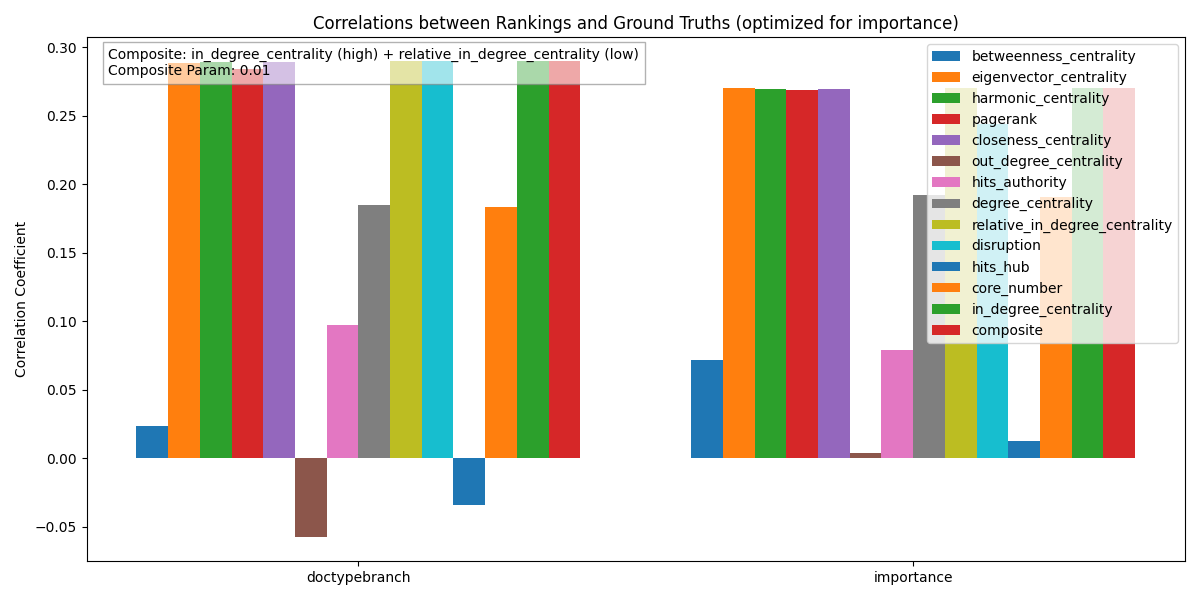 Correlations between Rankings and Ground Truths (optimized for importance)
Composite: in_degree_centrality (high) + relative_in_degree_centrality (low)
Composite Param: 0.01
betweenness_centrality
eigenvector_centrality
harmonic_centrality
pagerank
closeness_centrality
out_degree_centrality
hits_authority
degree_centrality
relative_in_degree_centrality
disruption
hits_hub
core_number
in_degree_centrality
composite
Correlation Coefficient
0.30
0.25
0.20
0.15
0.10
0.05
0.00
−0.05
doctypebranch
importance